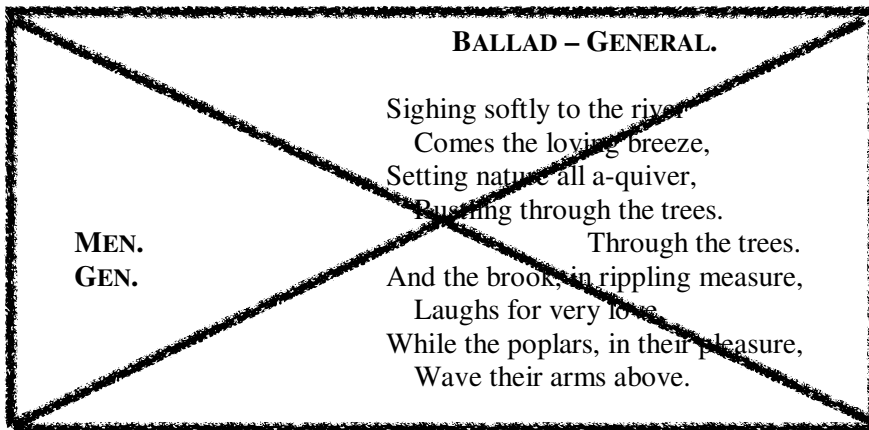 BALLAD – GENERAL.
Sighing softly to the river
Comes the loving breeze,
Setting nature all a-quiver,
Rustling through the trees.
MEN. Through the trees.
GEN. And the brook, in rippling measure,
Laughs for very love,
While the poplars, in their pleasure,
Wave their arms above.